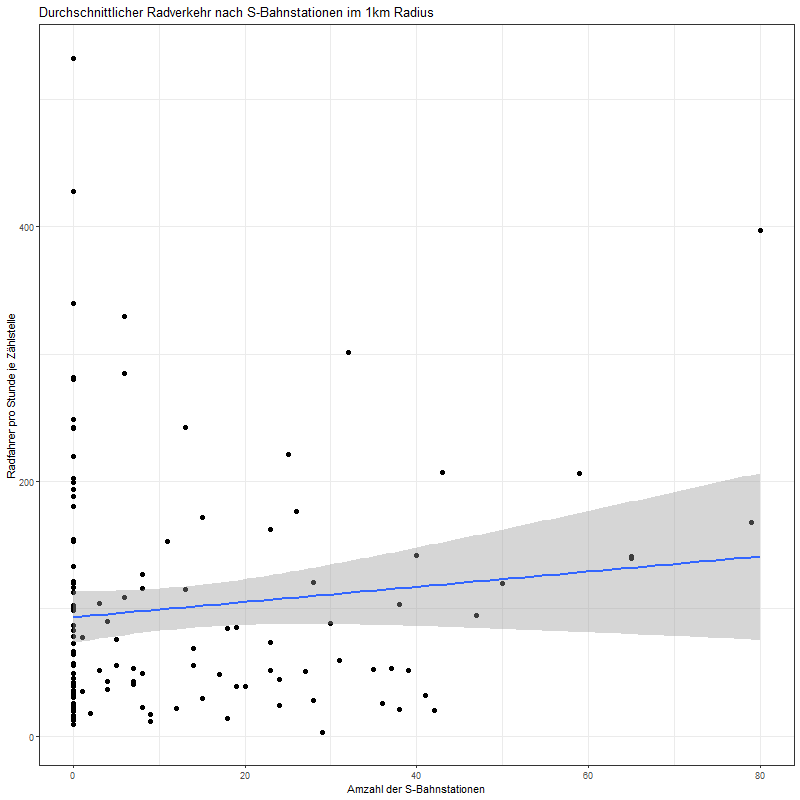 Durchschnittlicher Radverkehr nach S-Bahnstationen im 1km Radius
Radfahrer pro Stunde je Zählstelle
400
200
0
0 20 40 60 80
Amzahl der S-Bahnstationen